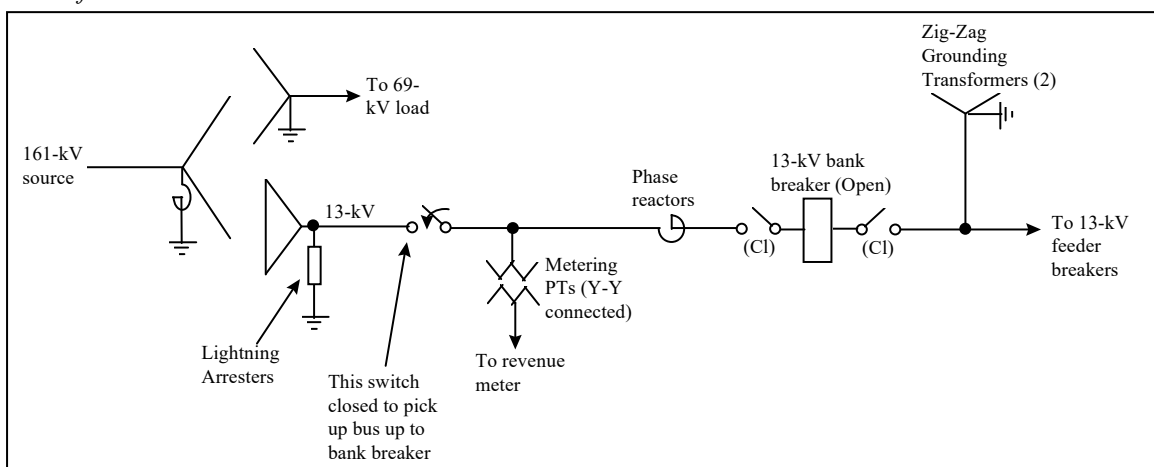 Zig-Zag
Grounding
Transformers (2)
To 69-
kV load
161-kV
source
13-kV
Phase
reactors
13-kV bank
breaker (Open)
(Cl)
(Cl)
To 13-kV
feeder
breakers
Metering
PTs (Y-Y
connected)
Lightning
Arresters
This switch
closed to pick
up bus up to
bank breaker
To revenue
meter